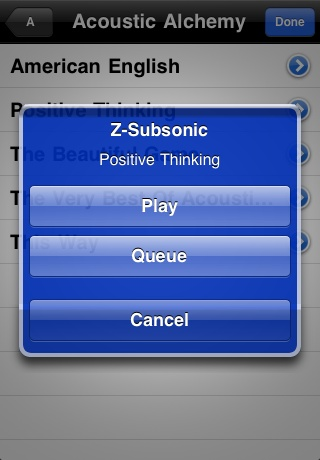 A
Acoustic Alchemy
Done
American English
Positive Thinking
Z-Subsonic
Positive Thinking
The Beautiful Game
The Very Best Of Acousti...
Play
This Way
Queue
Cancel